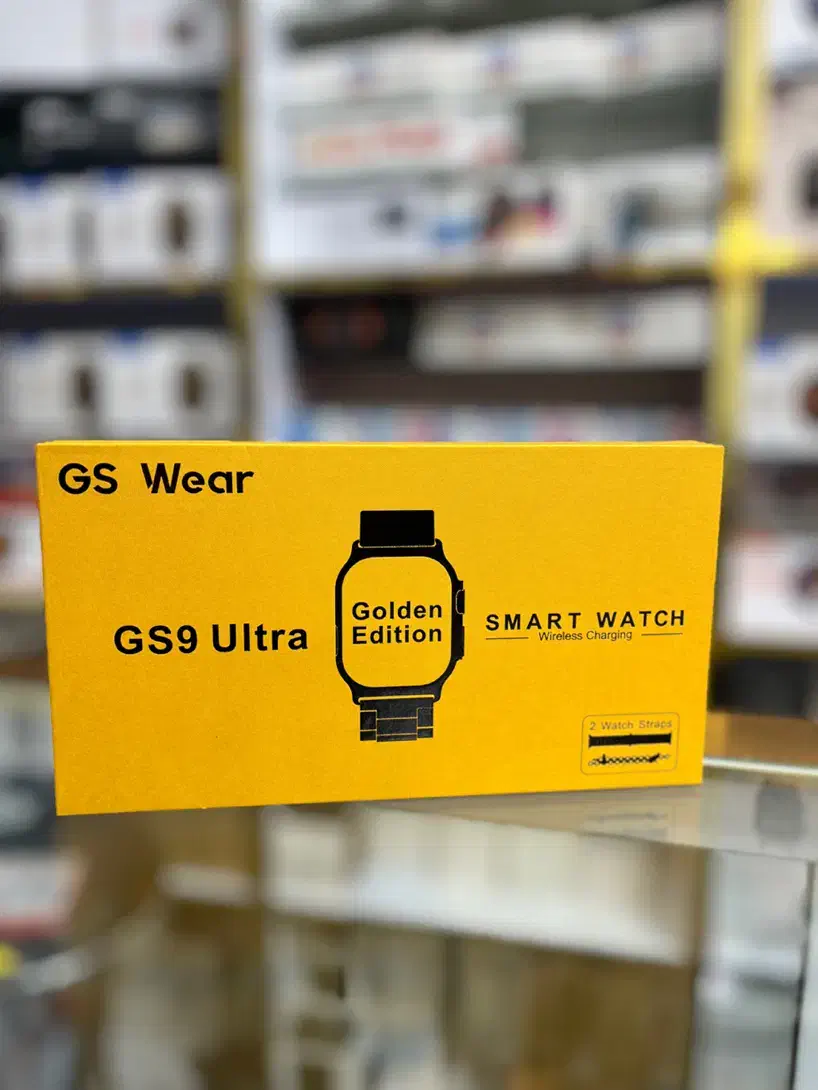 GS Wear
GS9 Ultra
Golden
Edition
SMART WATCH
Wireless Charging
2 Watch Straps